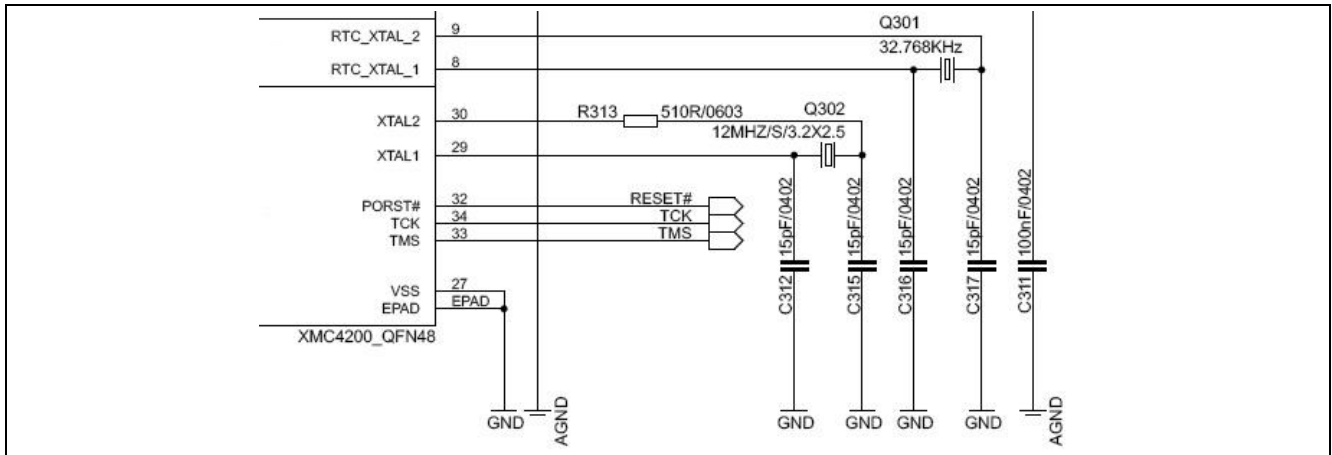 RTC_XTAL_2 9 Q301
32.768KHz
RTC_XTAL_1 8
XTAL2 30 R313 510R/0603 Q302
12MHZ/S/3.2X2.5
XTAL1 29
PORST# 32 RESET#
TCK 34 TCK
TMS 33 TMS
VSS 27
EPAD EPAD
XMC4200_QFN48
C312 15pF/0402
C315 15pF/0402
C316 15pF/0402
C317 15pF/0402
C311 100nF/0402
GND AGND GND GND GND GND AGND